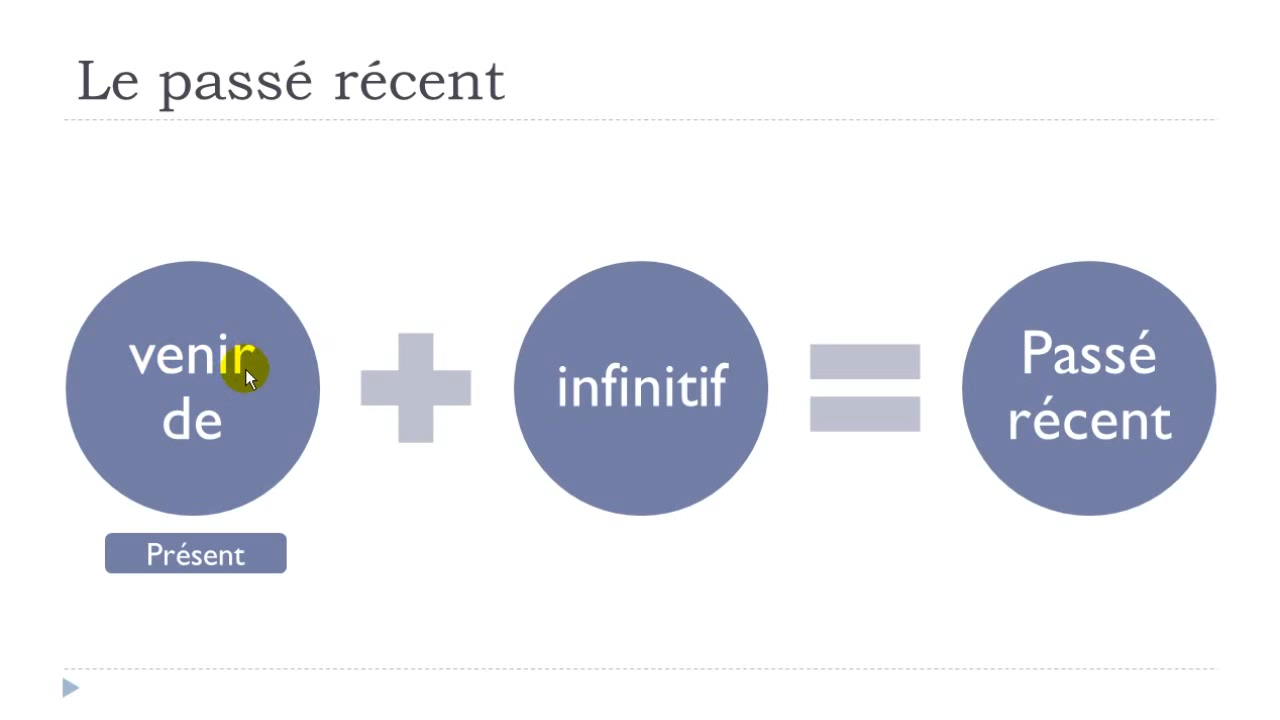 Le passé récent
venir
de
infinitif
Passé
récent
Présent